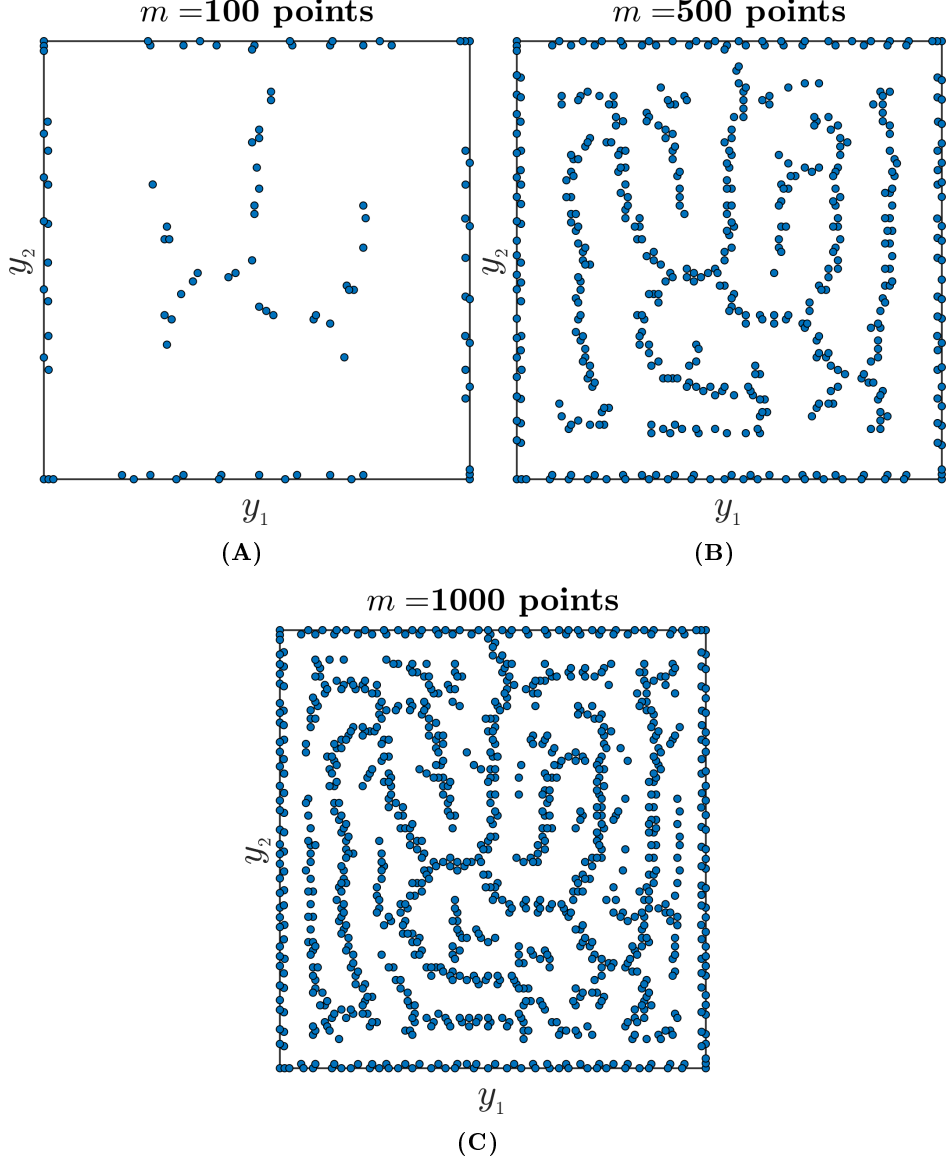 m =100 points
m =500 points
y2
y2
y1
y1
(A)
(B)
m =1000 points
y2
y1
(C)